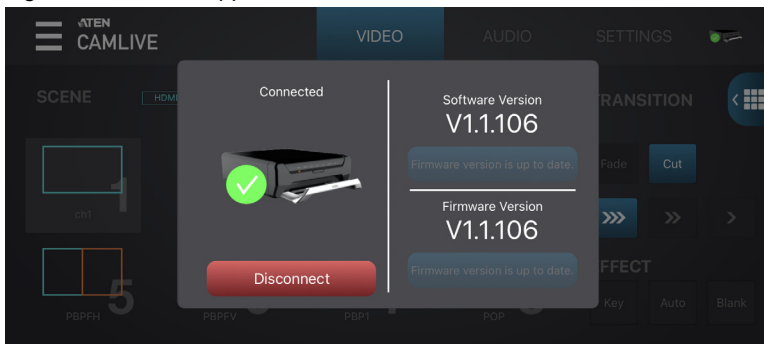 ATEN
CAMLIVE
VIDEO
AUDIO
SETTINGS
SCENE
HDMI
TRANSITION
Connected
Software Version
V1.1.106
Firmware version is up to date.
Fade
Cut
1
ch1
Firmware Version
V1.1.106
Firmware version is up to date.
Disconnect
EFFECT
5
PBPFH
PBPFV
PBP1
POP
Key
Auto
Blank